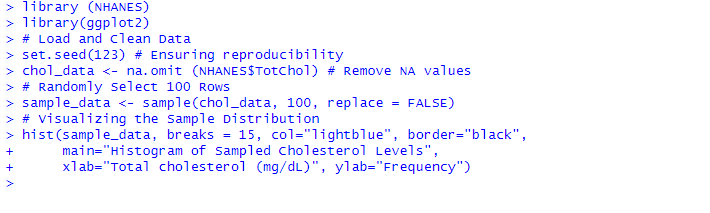 > library (NHANES)
> library(ggplot2)
> # Load and Clean Data
> set.seed(123) # Ensuring reproducibility
> chol_data <- na.omit (NHANES$TotChol) # Remove NA values
> # Randomly Select 100 Rows
> sample_data <- sample(chol_data, 100, replace = FALSE)
> # Visualizing the Sample Distribution
> hist(sample_data, breaks = 15, col="lightblue", border="black",
+      main="Histogram of Sampled Cholesterol Levels",
+      xlab="Total cholesterol (mg/dL)", ylab="Frequency")
>